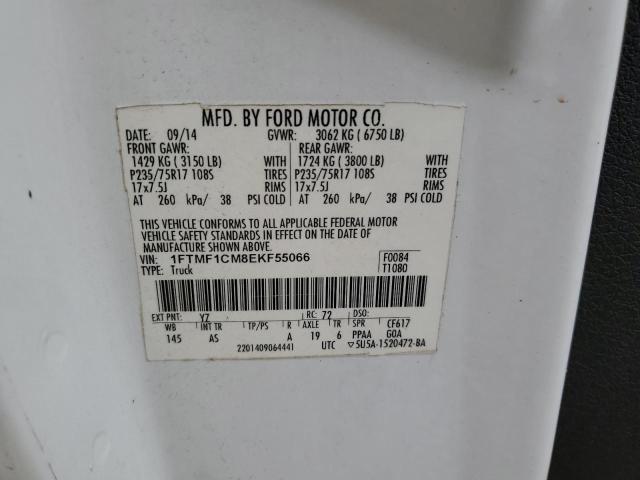 MFD. BY FORD MOTOR CO.
DATE: 09/14 GVWR: 3062 KG ( 6750 LB)
FRONT GAWR: REAR GAWR:
1429 KG ( 3150 LB) WITH 1724 KG ( 3800 LB) WITH
P235/75R17 108S TIRES P235/75R17 108S TIRES
17x7.5J RIMS 17x7.5J RIMS
AT 260 kPa/ 38 PSI COLD AT 260 kPa/ 38 PSI COLD
THIS VEHICLE CONFORMS TO ALL APPLICABLE FEDERAL MOTOR
VEHICLE SAFETY STANDARDS IN EFFECT ON THE DATE OF
MANUFACTURE SHOWN ABOVE.
VIN: 1FTMF1CM8EKF55066 F0084
TYPE: Truck T1080
EXT PNT: YZ RC: 72 DSO:
WB INT TR TP/PS R AXLE TR SPR CF617
145 AS A 19 6 PPAA GOA
2201409064441 UTC ▽5U5A-1520472-BA